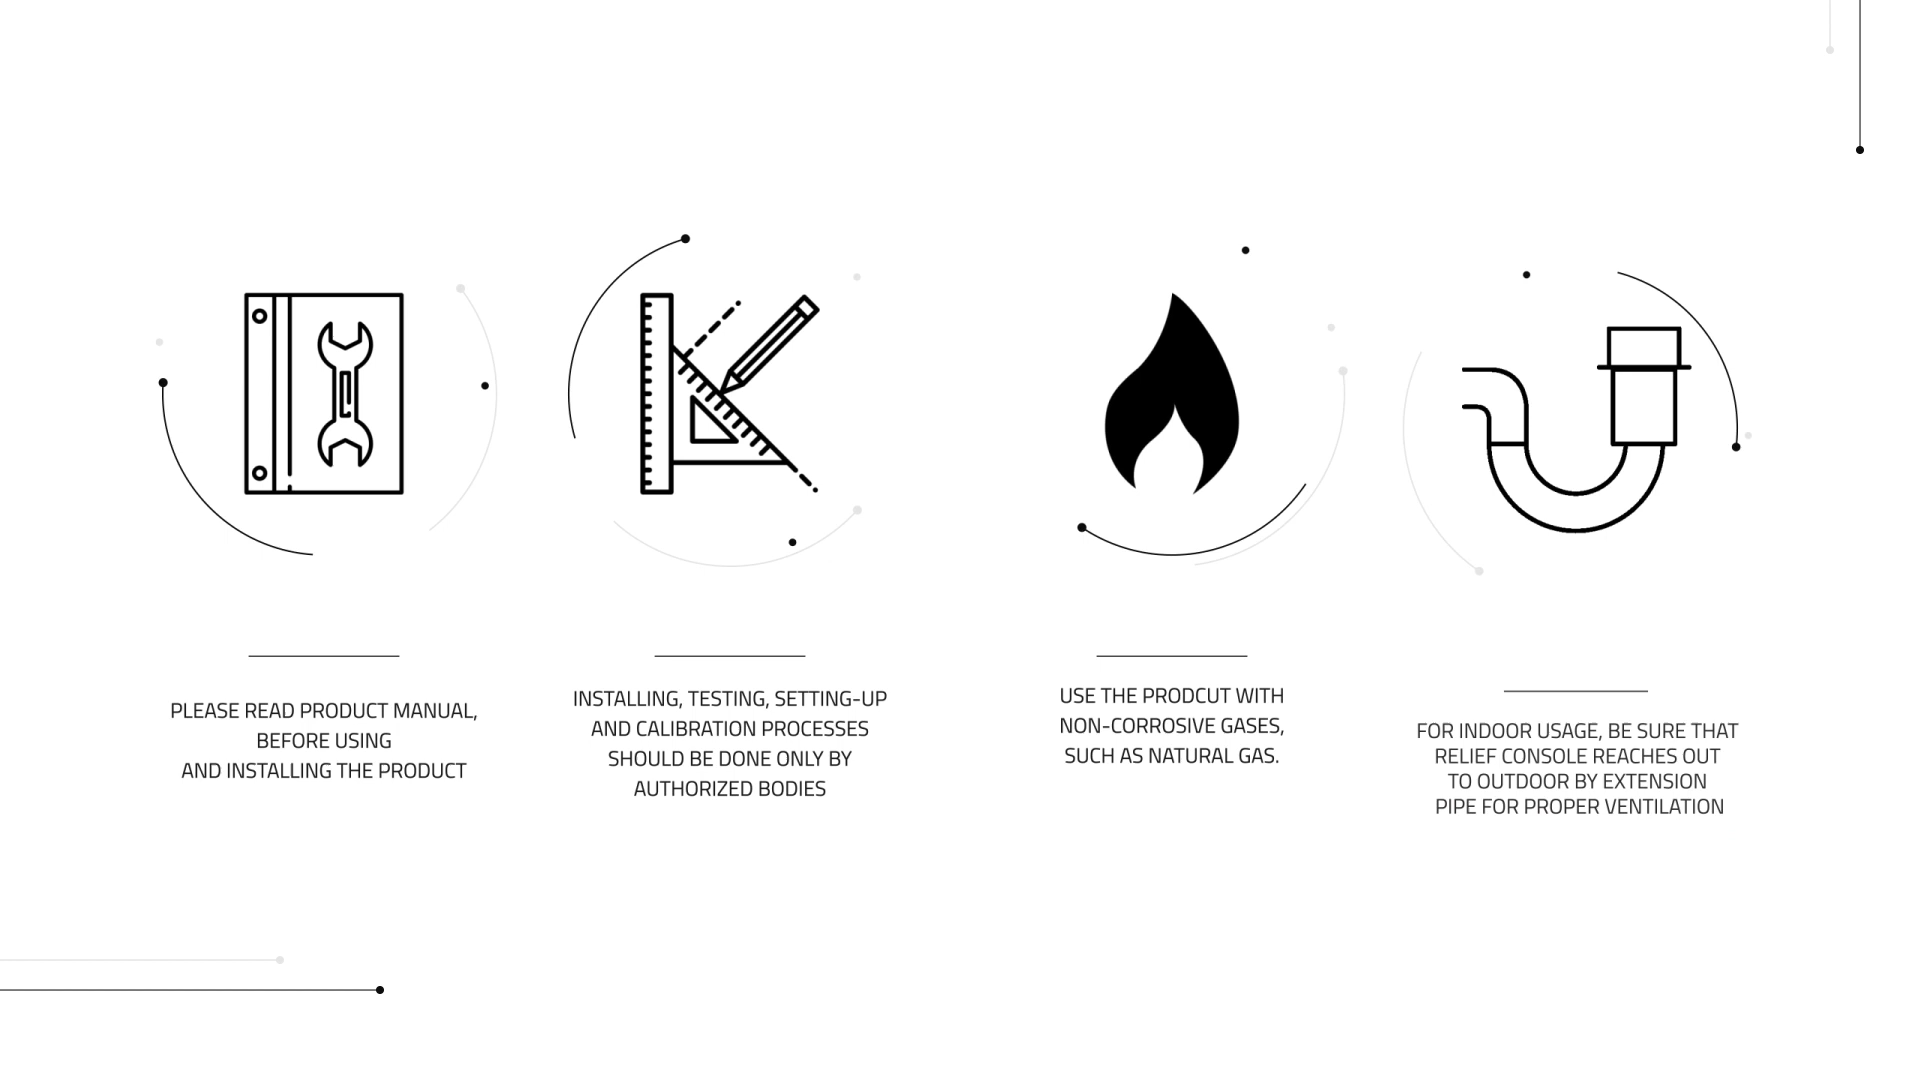 PLEASE READ PRODUCT MANUAL,
BEFORE USING
AND INSTALLING THE PRODUCT
INSTALLING, TESTING, SETTING-UP
AND CALIBRATION PROCESSES
SHOULD BE DONE ONLY BY
AUTHORIZED BODIES
USE THE PRODCUT WITH
NON-CORROSIVE GASES,
SUCH AS NATURAL GAS.
FOR INDOOR USAGE, BE SURE THAT
RELIEF CONSOLE REACHES OUT
TO OUTDOOR BY EXTENSION
PIPE FOR PROPER VENTILATION